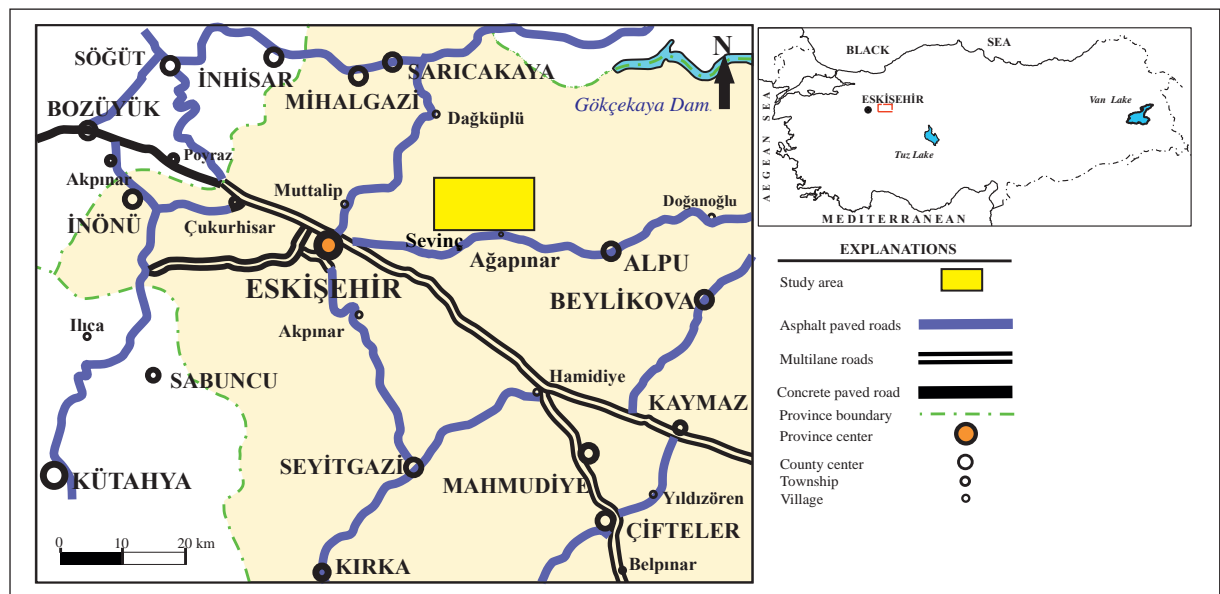 SÖĞÜT
İNHİSAR
MİHALGAZİ
SARICAKAYA
N
Gökçekaya Dam.
BOZÜYÜK
Dağküplü
Poyraz
Akpınar
Muttalip
İNÖNÜ
Çukurhisar
Doğanoğlu
Sevinç
Ağapınar
ALPU
ESKİŞEHİR
BEYLİKOVA
Akpınar
Ilıca
SABUNCU
Hamidiye
KAYMAZ
SEYİTGAZİ
KÜTAHYA
MAHMUDİYE
Yıldızören
ÇİFTELER
0 10 20 km
KIRKA
Belpınar
BLACK SEA
AEGEAN SEA
ESKİŞEHİR
Van Lake
Tuz Lake
MEDITERRANEAN
EXPLANATIONS
Study area
Asphalt paved roads
Multilane roads
Concrete paved road
Province boundary
Province center
County center
Township
Village